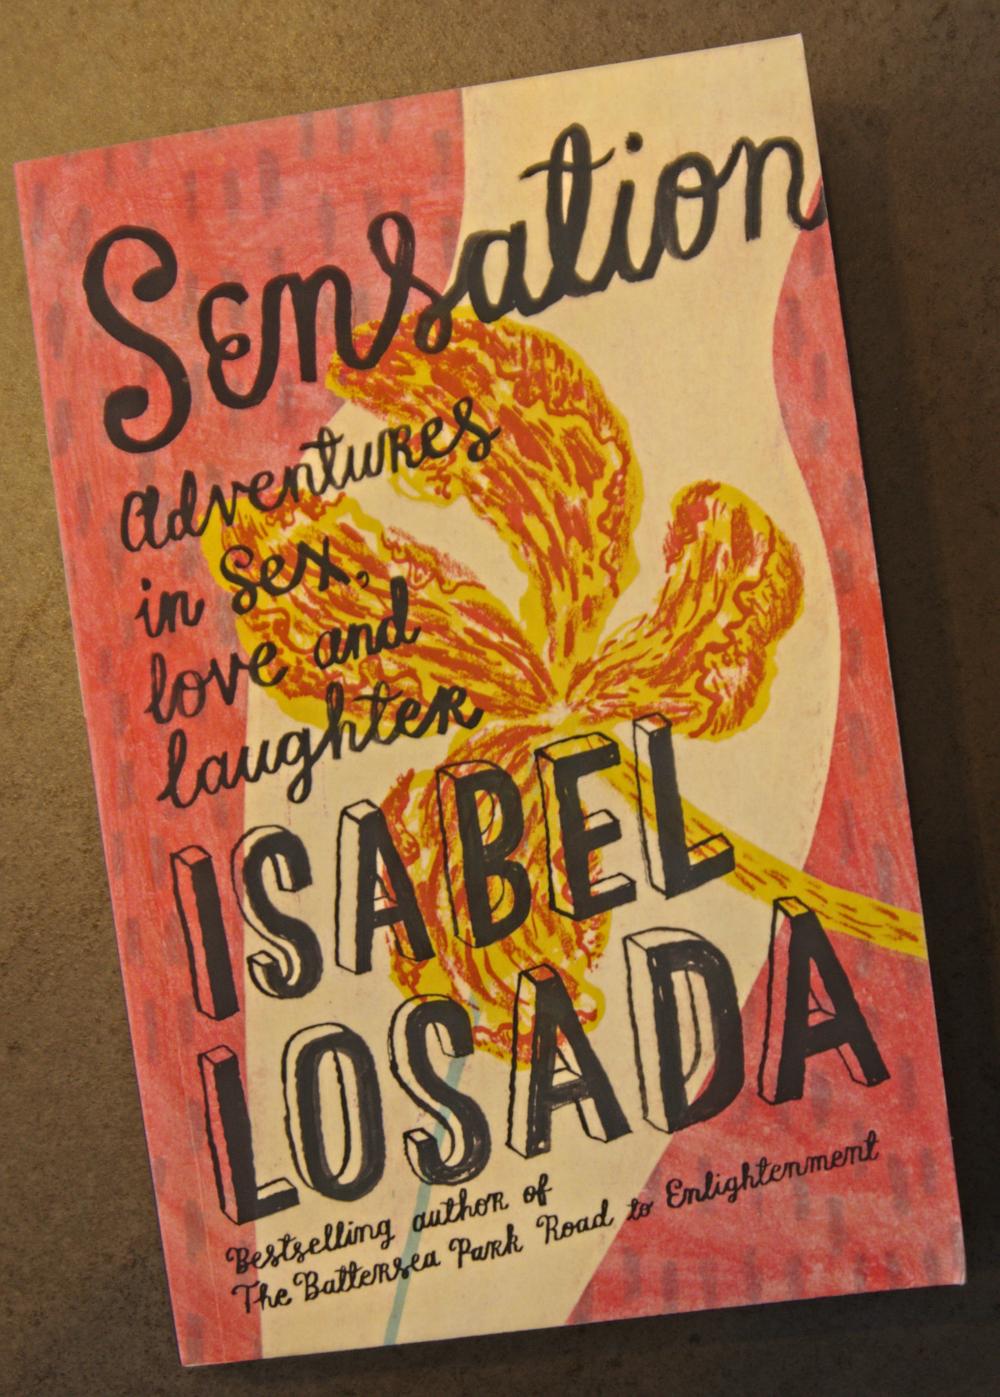 Sensation
Adventures
in Sex,
love and
laughter
ISABEL
LOSADA
Bestselling author of
The Battersea Park Road to Enlightenment